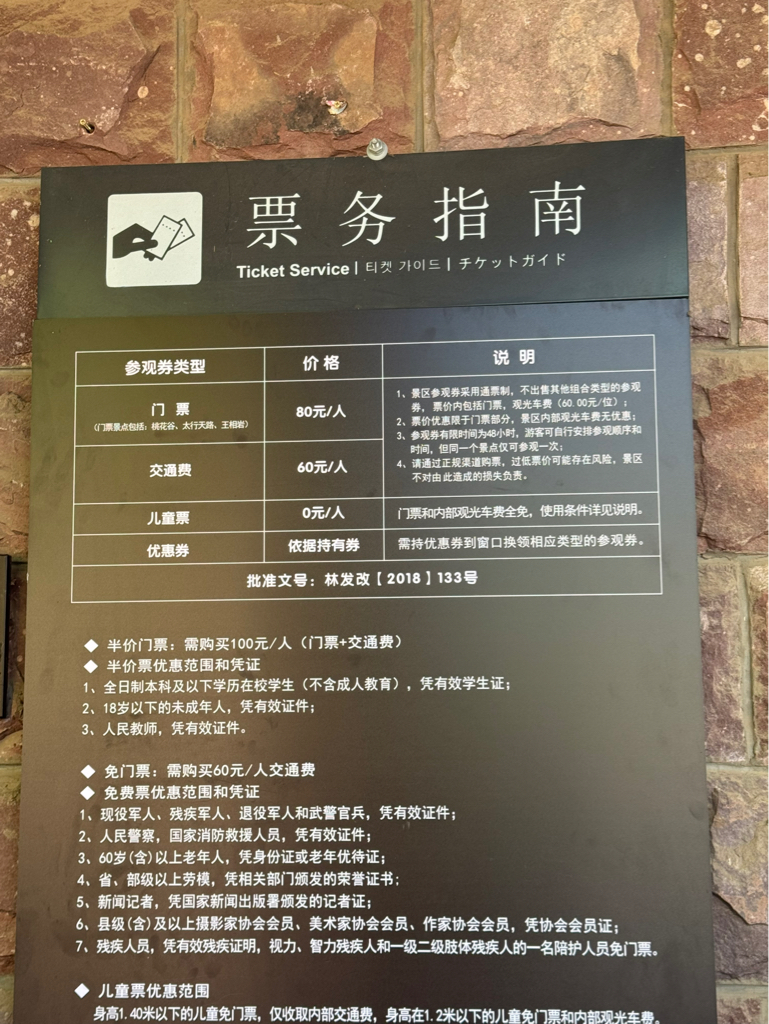 票务指南
Ticket Service | 티켓 가이드 | チケットガイド
参观券类型 价格 说明
门票 80元/人
（门票景点包括：桃花谷、太行天路、王相岩）
1、景区参观券采用通票制，不出售其他组合类型的参观
券，票价内包括门票，观光车费（60.00元/位）；
2、票价优惠限于门票部分，景区内部观光车费无优惠；
3、参观券有限时间为48小时，游客可自行安排参观顺序和
时间，但同一个景点仅可参观一次；
4、请通过正规渠道购票，过低票价可能存在风险，景区
不对由此造成的损失负责。
交通费 60元/人
儿童票 0元/人 门票和内部观光车费全免，使用条件详见说明。
优惠券 依据持有券 需持优惠券到窗口换领相应类型的参观券。
批准文号：林发改【2018】133号
◆ 半价门票：需购买100元/人（门票+交通费）
◆ 半价票优惠范围和凭证
1、全日制本科及以下学历在校学生（不含成人教育），凭有效学生证；
2、18岁以下的未成年人，凭有效证件；
3、人民教师，凭有效证件。
◆ 免门票：需购买60元/人交通费
◆ 免费票优惠范围和凭证
1、现役军人、残疾军人、退役军人和武警官兵，凭有效证件；
2、人民警察，国家消防救援人员，凭有效证件；
3、60岁(含)以上老年人，凭身份证或老年优待证；
4、省、部级以上劳模，凭相关部门颁发的荣誉证书；
5、新闻记者，凭国家新闻出版署颁发的记者证；
6、县级(含)及以上摄影家协会会员、美术家协会会员、作家协会会员，凭协会会员证；
7、残疾人员，凭有效残疾证明，视力、智力残疾人和一级二级肢体残疾人的一名陪护人员免门票。
◆ 儿童票优惠范围
身高1.40米以下的儿童免门票，仅收取内部交通费，身高在1.2米以下的儿童免门票和内部观光车费。